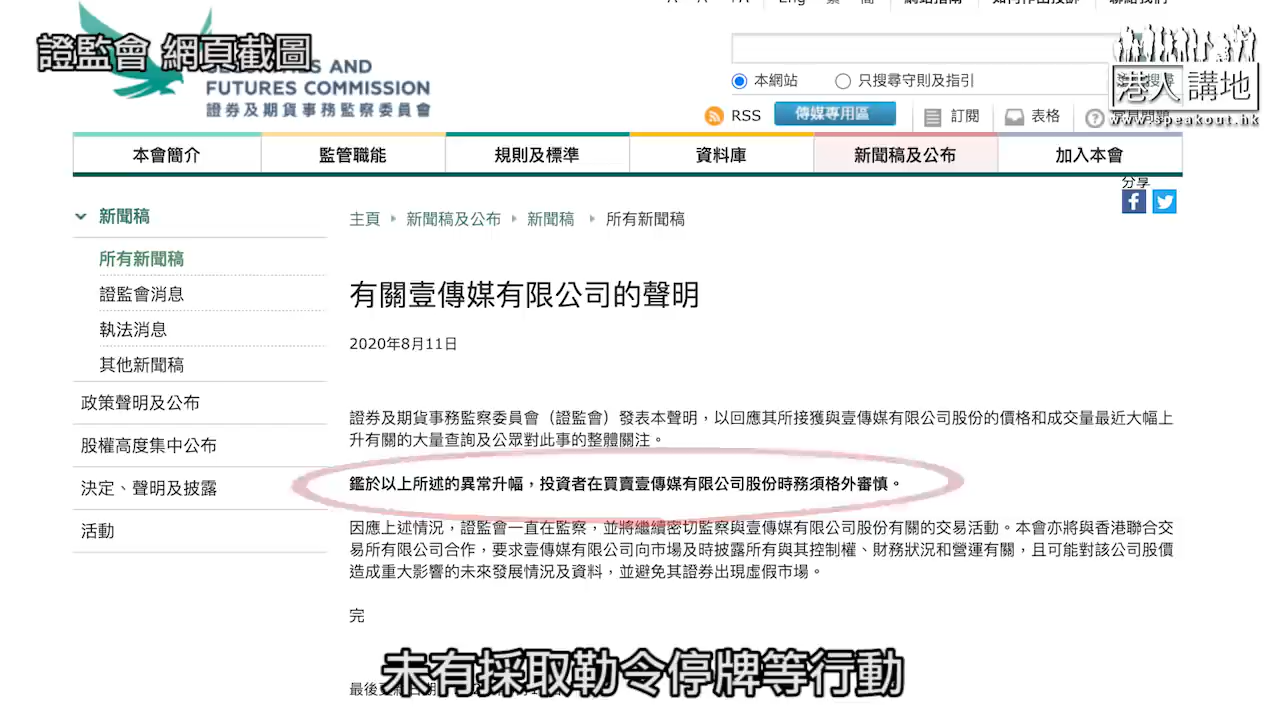 Eng 繁 簡 網站指南 如何作出投訴 聯絡我們
證監會 網頁截圖
SECURITIES AND
FUTURES COMMISSION
證券及期貨事務監察委員會
本網站 只搜尋守則及指引
港人講地
www.speakout.hk
RSS 傳媒專用區 訂閱 表格
本會簡介 監管職能 規則及標準 資料庫 新聞稿及公布 加入本會
分享
新聞稿
所有新聞稿
證監會消息
執法消息
其他新聞稿
政策聲明及公布
股權高度集中公布
決定、聲明及披露
活動
主頁 新聞稿及公布 新聞稿 所有新聞稿
有關壹傳媒有限公司的聲明
2020年8月11日
證券及期貨事務監察委員會（證監會）發表本聲明，以回應其所接獲與壹傳媒有限公司股份的價格和成交量最近大幅上
升有關的大量查詢及公眾對此事的整體關注。
鑑於以上所述的異常升幅，投資者在買賣壹傳媒有限公司股份時務須格外審慎。
因應上述情況，證監會一直在監察，並將繼續密切監察與壹傳媒有限公司股份有關的交易活動。本會亦將與香港聯合交
易所有限公司合作，要求壹傳媒有限公司向市場及時披露所有與其控制權、財務狀況和營運有關，且可能對該公司股價
造成重大影響的未來發展情況及資料，並避免其證券出現虛假市場。
完
未有採取勒令停牌等行動